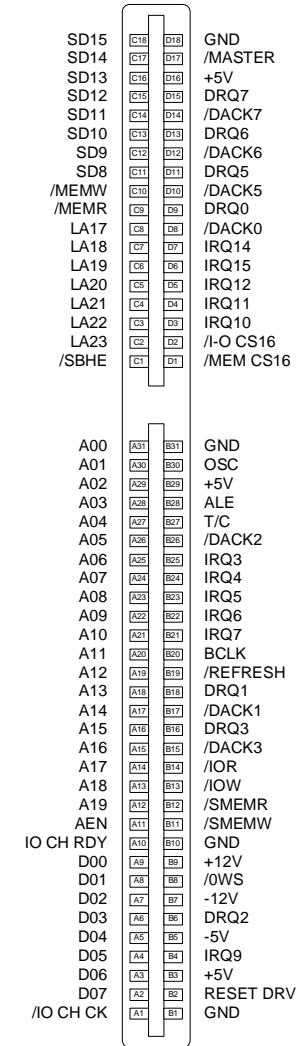 SD15 C18 D18 GND
SD14 C17 D17 /MASTER
SD13 C16 D16 +5V
SD12 C15 D15 DRQ7
SD11 C14 D14 /DACK7
SD10 C13 D13 DRQ6
SD9 C12 D12 /DACK6
SD8 C11 D11 DRQ5
/MEMW C10 D10 /DACK5
/MEMR C9 D9 DRQ0
LA17 C8 D8 /DACK0
LA18 C7 D7 IRQ14
LA19 C6 D6 IRQ15
LA20 C5 D5 IRQ12
LA21 C4 D4 IRQ11
LA22 C3 D3 IRQ10
LA23 C2 D2 /I-O CS16
/SBHE C1 D1 /MEM CS16
A00 A31 B31 GND
A01 A30 B30 OSC
A02 A29 B29 +5V
A03 A28 B28 ALE
A04 A27 B27 T/C
A05 A26 B26 /DACK2
A06 A25 B25 IRQ3
A07 A24 B24 IRQ4
A08 A23 B23 IRQ5
A09 A22 B22 IRQ6
A10 A21 B21 IRQ7
A11 A20 B20 BCLK
A12 A19 B19 /REFRESH
A13 A18 B18 DRQ1
A14 A17 B17 /DACK1
A15 A16 B16 DRQ3
A16 A15 B15 /DACK3
A17 A14 B14 /IOR
A18 A13 B13 /IOW
A19 A12 B12 /SMEMR
AEN A11 B11 /SMEMW
IO CH RDY A10 B10 GND
D00 A9 B9 +12V
D01 A8 B8 /0WS
D02 A7 B7 -12V
D03 A6 B6 DRQ2
D04 A5 B5 -5V
D05 A4 B4 IRQ9
D06 A3 B3 +5V
D07 A2 B2 RESET DRV
/IO CH CK A1 B1 GND